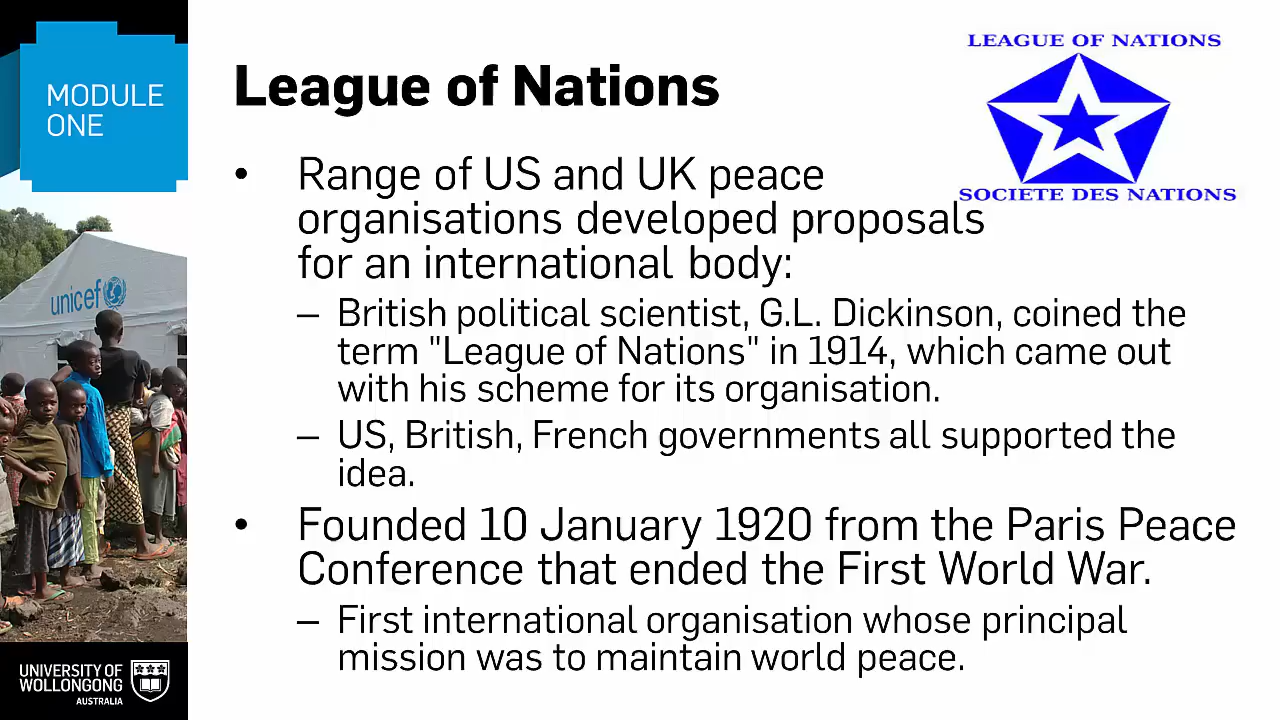 MODULE
ONE
League of Nations
LEAGUE OF NATIONS
SOCIETE DES NATIONS
• Range of US and UK peace
organisations developed proposals
for an international body:
– British political scientist, G.L. Dickinson, coined the
term "League of Nations" in 1914, which came out
with his scheme for its organisation.
– US, British, French governments all supported the
idea.
• Founded 10 January 1920 from the Paris Peace
Conference that ended the First World War.
– First international organisation whose principal
mission was to maintain world peace.
unicef
UNIVERSITY OF
WOLLONGONG
AUSTRALIA